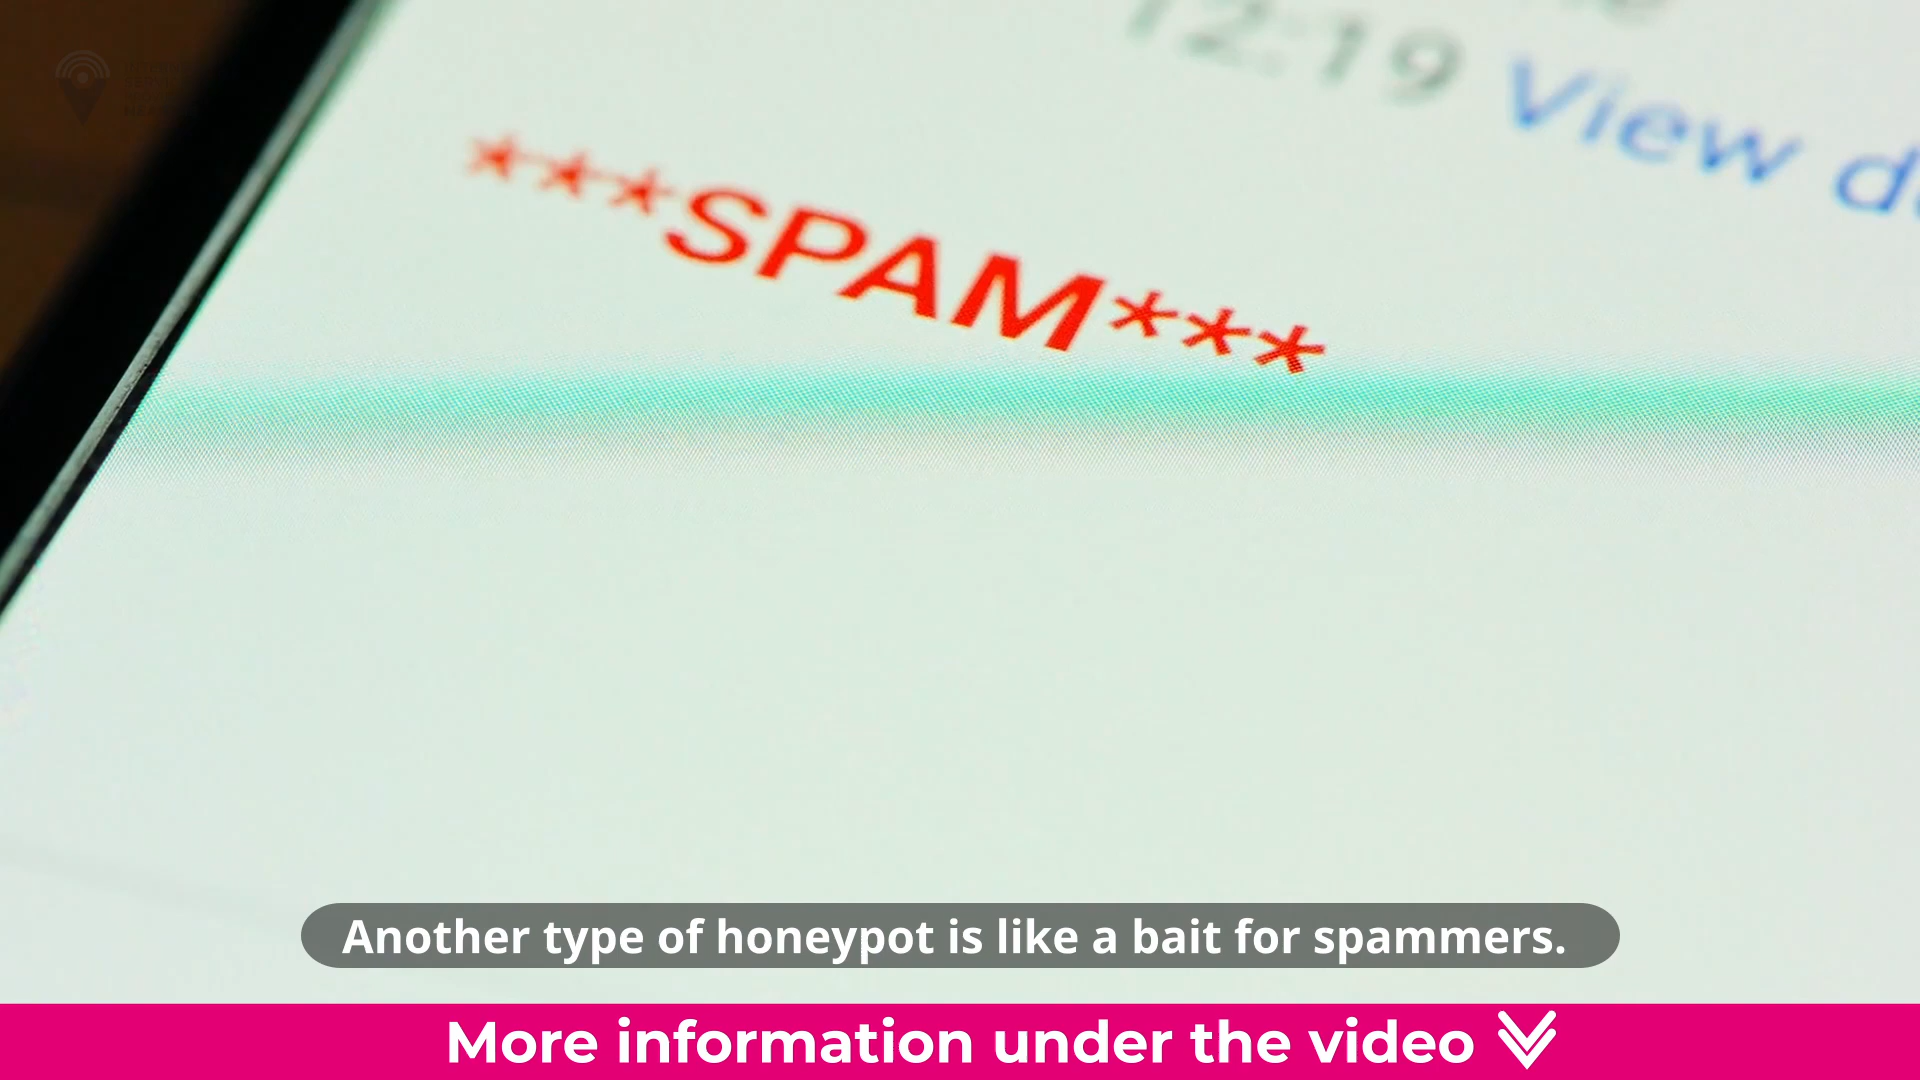 12:19 View d
***SPAM***
Another type of honeypot is like a bait for spammers.
More information under the video